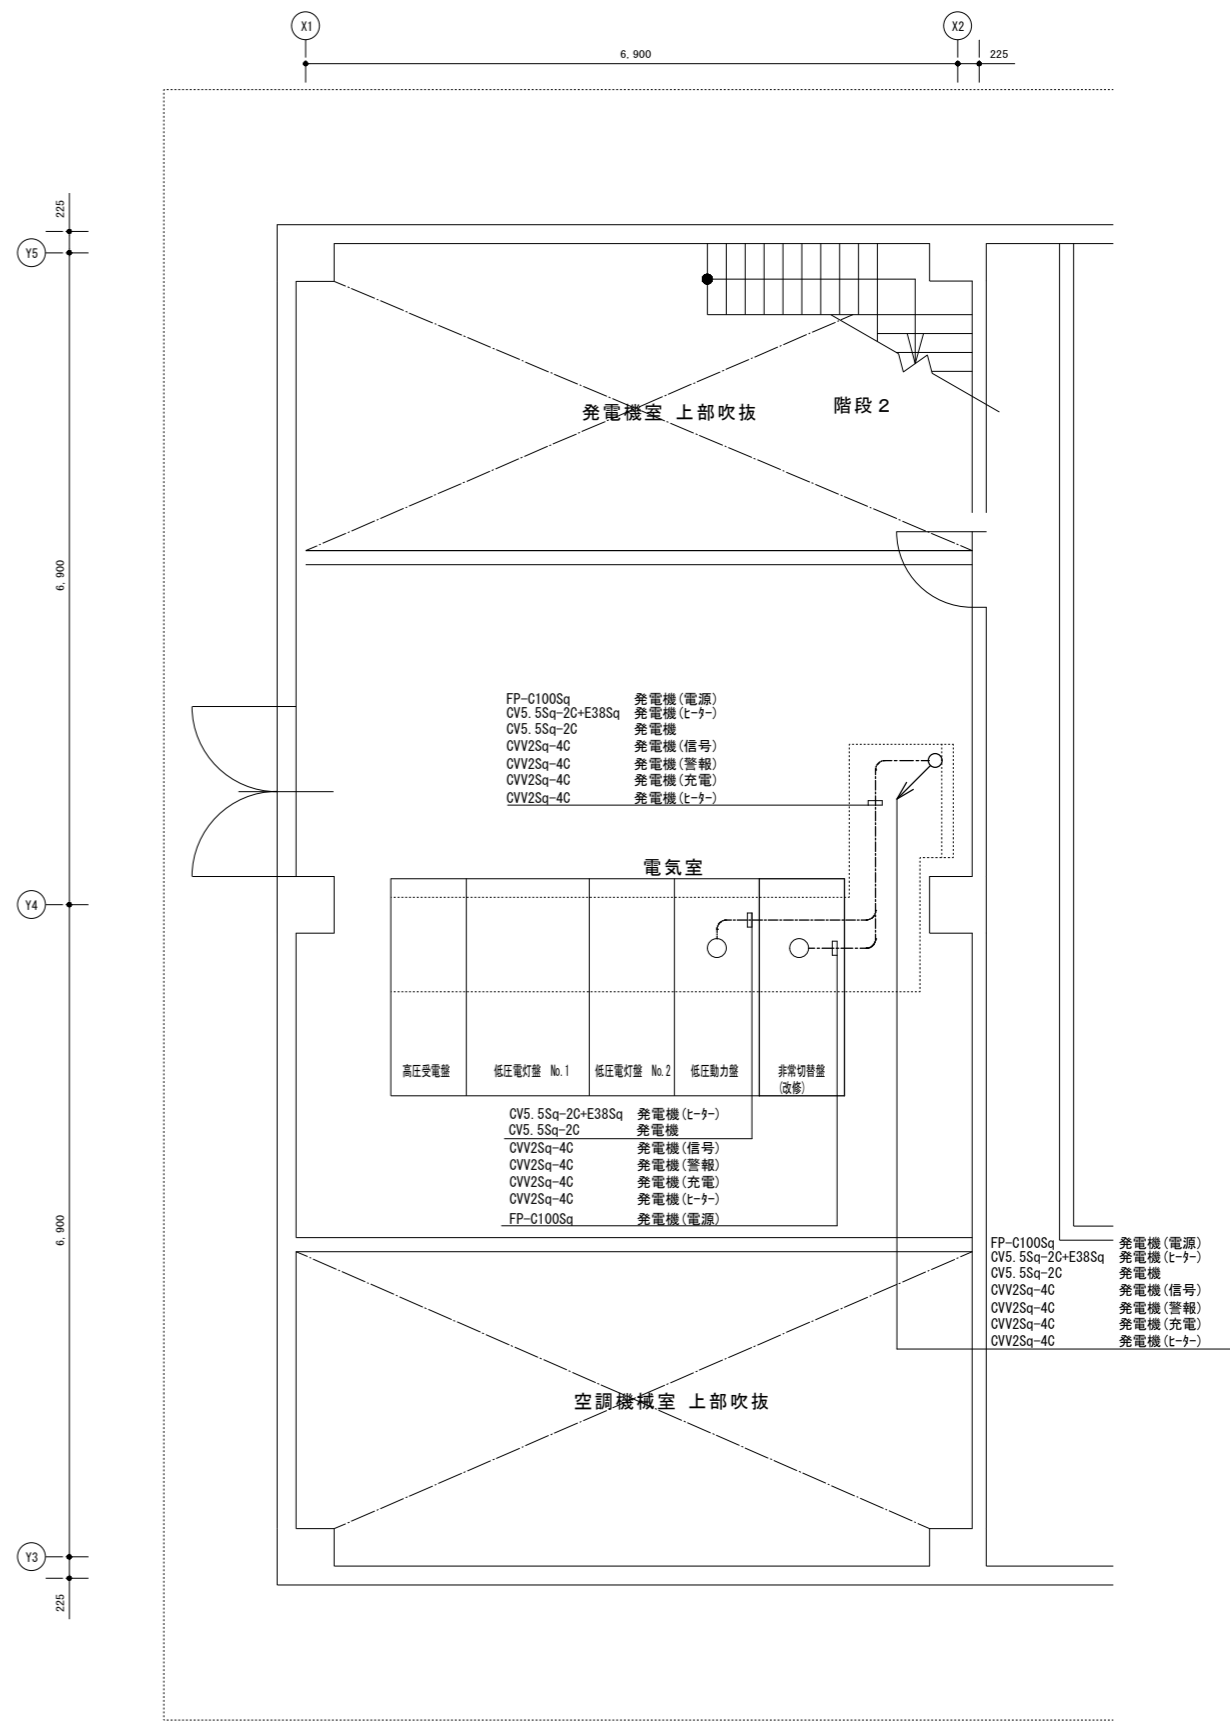 X1
X2
6,900
225
225
Y5
発電機室 上部吹抜
階段2
6,900
FP-C100Sq 発電機(電源)
CV5.5Sq-2C+E38Sq 発電機(ﾋｰﾀｰ)
CV5.5Sq-2C 発電機
CVV2Sq-4C 発電機(信号)
CVV2Sq-4C 発電機(警報)
CVV2Sq-4C 発電機(充電)
CVV2Sq-4C 発電機(ﾋｰﾀｰ)
電気室
Y4
高圧受電盤
低圧電灯盤 No.1
低圧電灯盤 No.2
低圧動力盤
非常切替盤
(改修)
CV5.5Sq-2C+E38Sq 発電機(ﾋｰﾀｰ)
CV5.5Sq-2C 発電機
CVV2Sq-4C 発電機(信号)
CVV2Sq-4C 発電機(警報)
CVV2Sq-4C 発電機(充電)
CVV2Sq-4C 発電機(ﾋｰﾀｰ)
FP-C100Sq 発電機(電源)
6,900
FP-C100Sq 発電機(電源)
CV5.5Sq-2C+E38Sq 発電機(ﾋｰﾀｰ)
CV5.5Sq-2C 発電機
CVV2Sq-4C 発電機(信号)
CVV2Sq-4C 発電機(警報)
CVV2Sq-4C 発電機(充電)
CVV2Sq-4C 発電機(ﾋｰﾀｰ)
空調機械室 上部吹抜
Y3
225